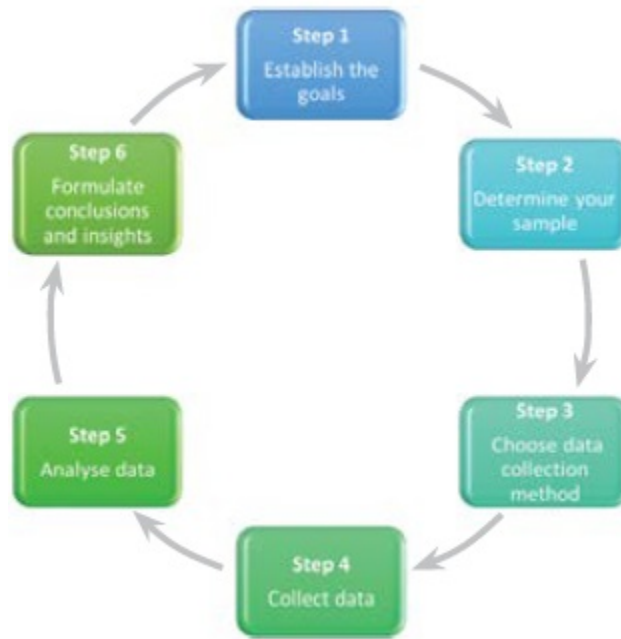 Step 1
Establish the
goals
Step 2
Determine your
sample
Step 3
Choose data
collection
method
Step 4
Collect data
Step 5
Analyse data
Step 6
Formulate
conclusions
and insights